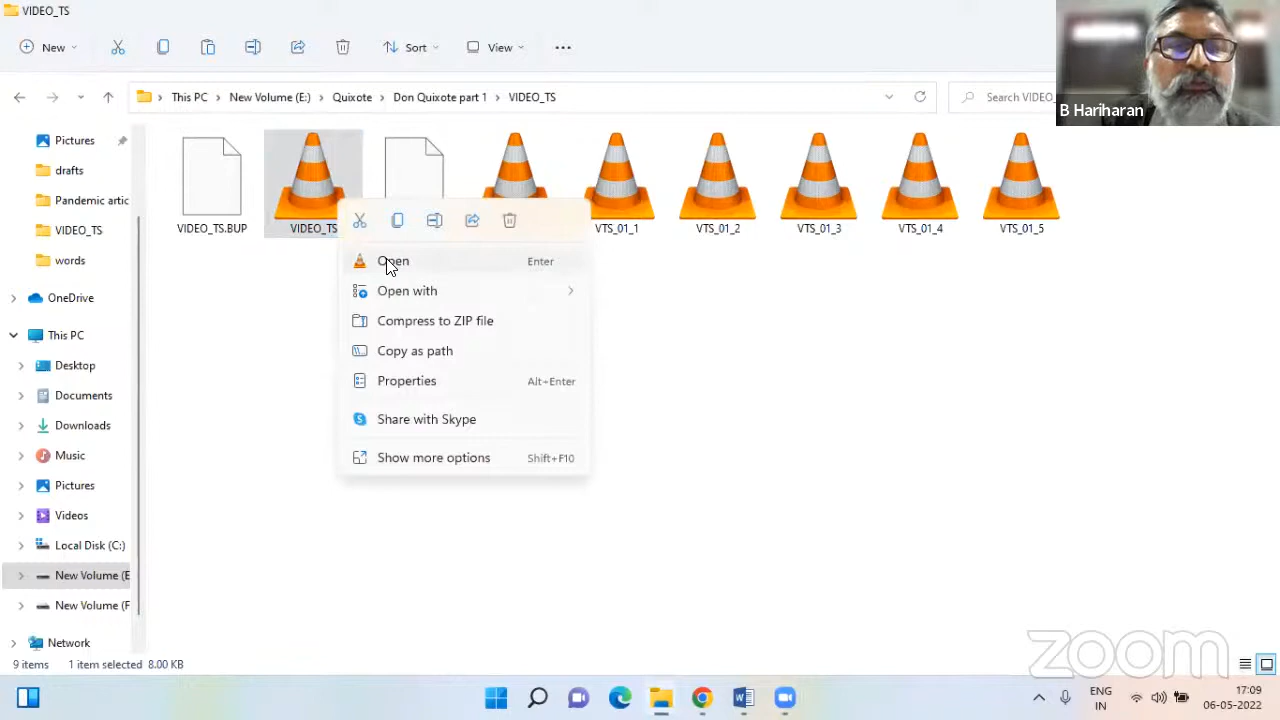 VIDEO_TS
New
Sort
View
This PC > New Volume (E:) > Quixote > Don Quixote part 1 > VIDEO_TS
Search VIDEO
B Hariharan
Pictures
drafts
Pandemic artic
VIDEO_TS
words
OneDrive
This PC
Desktop
Documents
Downloads
Music
Pictures
Videos
Local Disk (C:)
New Volume (E
New Volume (F
Network
VIDEO_TS.BUP
VIDEO_TS
VTS_01_1
VTS_01_2
VTS_01_3
VTS_01_4
VTS_01_5
Open Enter
Open with
Compress to ZIP file
Copy as path
Properties Alt+Enter
Share with Skype
Show more options Shift+F10
9 items 1 item selected 8.00 KB
zoom
ENG
IN
17:09
06-05-2022